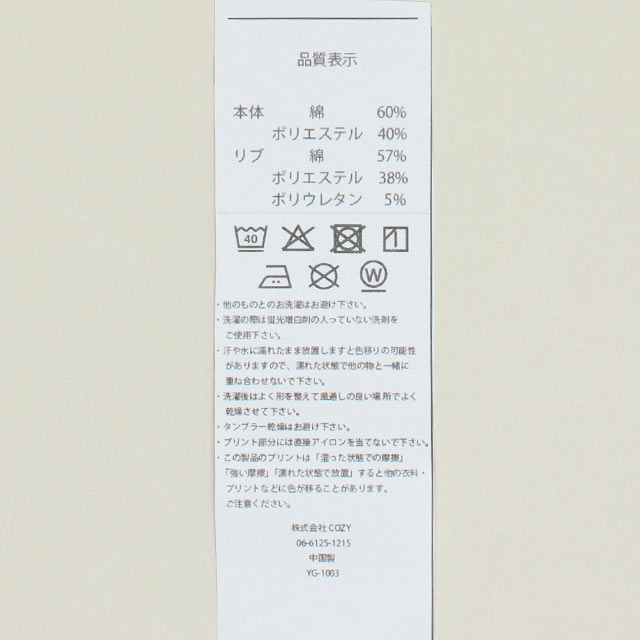 品質表示
本体 綿 60%
ポリエステル 40%
リブ 綿 57%
ポリエステル 38%
ポリウレタン 5%
40
W
・他のものとのお洗濯はお避け下さい。
・洗濯の際は蛍光増白剤の入っていない洗剤を
ご使用下さい。
・汗や水に濡れたまま放置しますと色移りの可能性
がありますので、濡れた状態で他の物と一緒に
重ね合わせないで下さい。
・洗濯後はよく形を整えて風通しの良い場所でよく
乾燥させて下さい。
・タンブラー乾燥はお避け下さい。
・プリント部分には直接アイロンを当てないで下さい。
・この製品のプリントは「湿った状態での摩擦」
「強い摩擦」「濡れた状態で放置」すると他の衣料・
プリントなどに色が移ることがあります。
ご注意ください。
株式会社 COZY
06-6125-1215
中国製
YG-1003